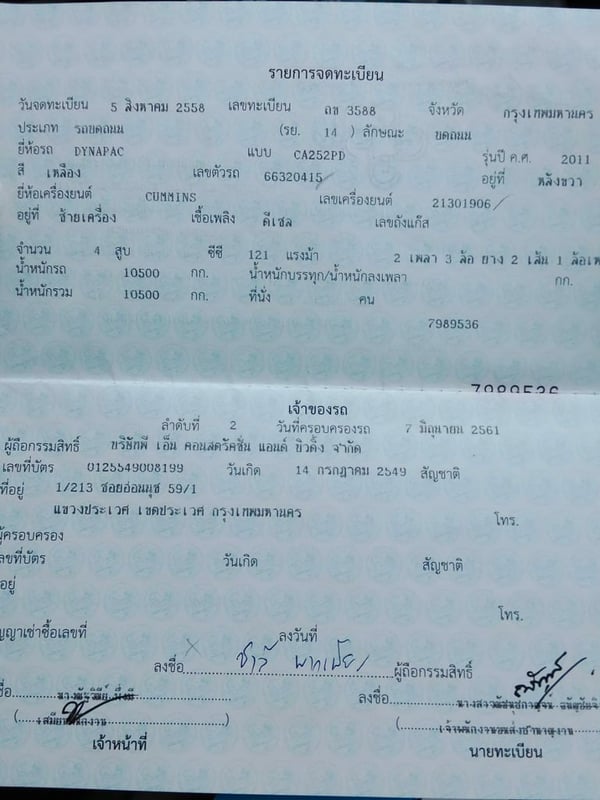 รายการจดทะเบียน
วันจดทะเบียน 5 สิงหาคม 2558 เลขทะเบียน ถข 3588 จังหวัด กรุงเทพมหานคร
ประเภท รถบดถนน (รย. 14 ) ลักษณะ บดถนน
ยี่ห้อรถ DYNAPAC แบบ CA252PD รุ่นปี ค.ศ. 2011
สี เหลือง เลขตัวรถ 66320415 อยู่ที่ หลังขวา
ยี่ห้อเครื่องยนต์ CUMMINS เลขเครื่องยนต์ 21301906
อยู่ที่ ซ้ายเครื่อง เชื้อเพลิง ดีเซล เลขถังแก๊ส
จำนวน 4 สูบ ซีซี 121 แรงม้า 2 เพลา 3 ล้อ ยาง 2 เส้น 1 ล้อเห
น้ำหนักรถ 10500 กก. น้ำหนักบรรทุก/น้ำหนักลงเพลา กก.
น้ำหนักรวม 10500 กก. ที่นั่ง คน
7989536
7989536
เจ้าของรถ
ลำดับที่ 2 วันที่ครอบครองรถ 7 มิถุนายน 2561
ผู้ถือกรรมสิทธิ์ บริษัทพี เอ็น คอนสตรัคชั่น แอนด์ บิวดิ้ง จำกัด
เลขที่บัตร 0125549008199 วันเกิด 14 กรกฎาคม 2549 สัญชาติ
ที่อยู่ 1/213 ซอยอ่อนนุช 59/1
แขวงประเวศ เขตประเวศ กรุงเทพมหานคร โทร.
ผู้ครอบครอง
เลขที่บัตร วันเกิด สัญชาติ
อยู่
โทร.
ญญาเช่าซื้อเลขที่ ลงวันที่
ลงชื่อ ผู้ถือกรรมสิทธิ์
ชื่อ ลงชื่อ
เจ้าหน้าที่ นายทะเบียน